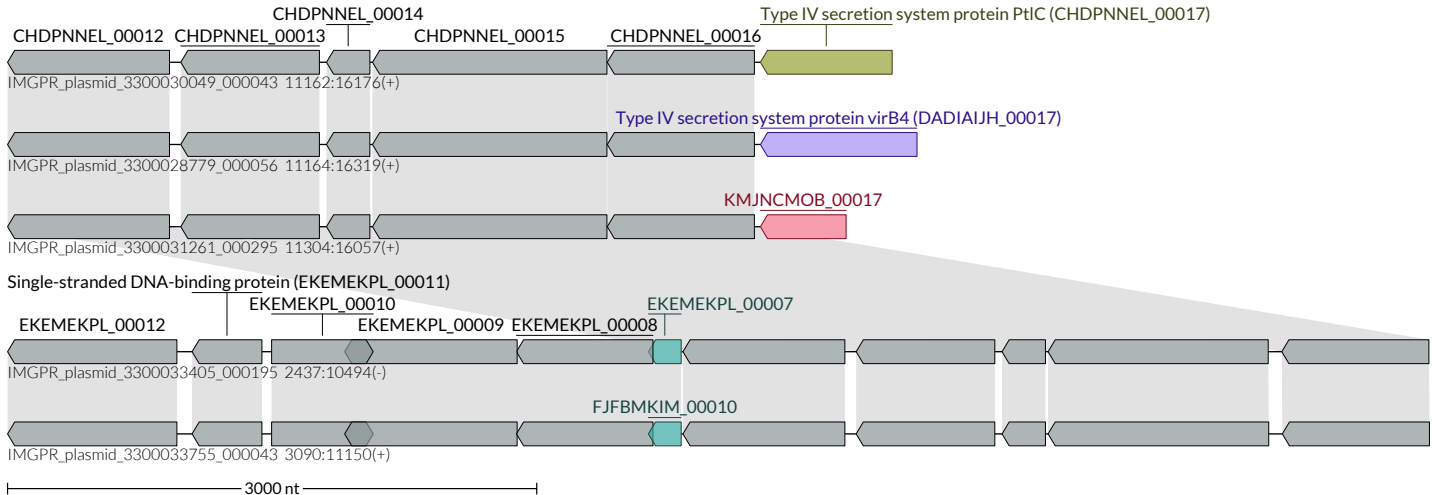 CHDPNNEL_00014
Type IV secretion system protein PtlC (CHDPNNEL_00017)
CHDPNNEL_00012 CHDPNNEL_00013 CHDPNNEL_00015 CHDPNNEL_00016
IMGPR_plasmid_3300030049_000043 11162:16176(+)
Type IV secretion system protein virB4 (DADIAIJH_00017)
IMGPR_plasmid_3300028779_000056 11164:16319(+)
KMJNCMOB_00017
IMGPR_plasmid_3300031261_000295 11304:16057(+)
Single-stranded DNA-binding protein (EKEMEKPL_00011)
EKEMEKPL_00010 EKEMEKPL_00007
EKEMEKPL_00012 EKEMEKPL_00009 EKEMEKPL_00008
IMGPR_plasmid_3300033405_000195 2437:10494(-)
FJFBMKIM_00010
IMGPR_plasmid_3300033755_000043 3090:11150(+)
3000 nt